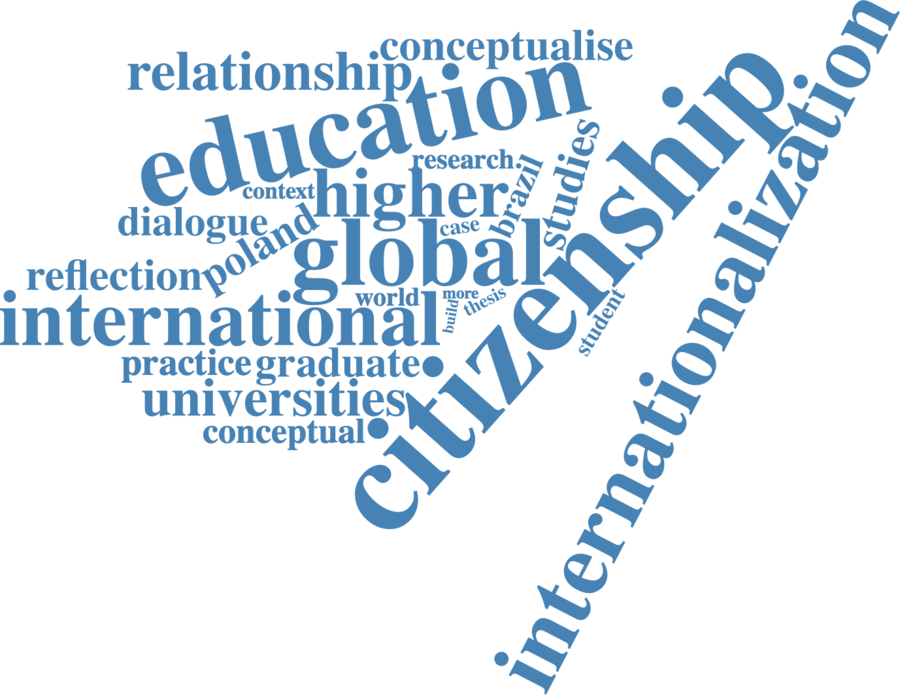 conceptualise
relationship
education
research
studies
context
higher
brazil
dialogue
case
poland
global
citizenship
internationalization
reflection
world
more
thesis
build
international
student
practice
graduate
universities
conceptual